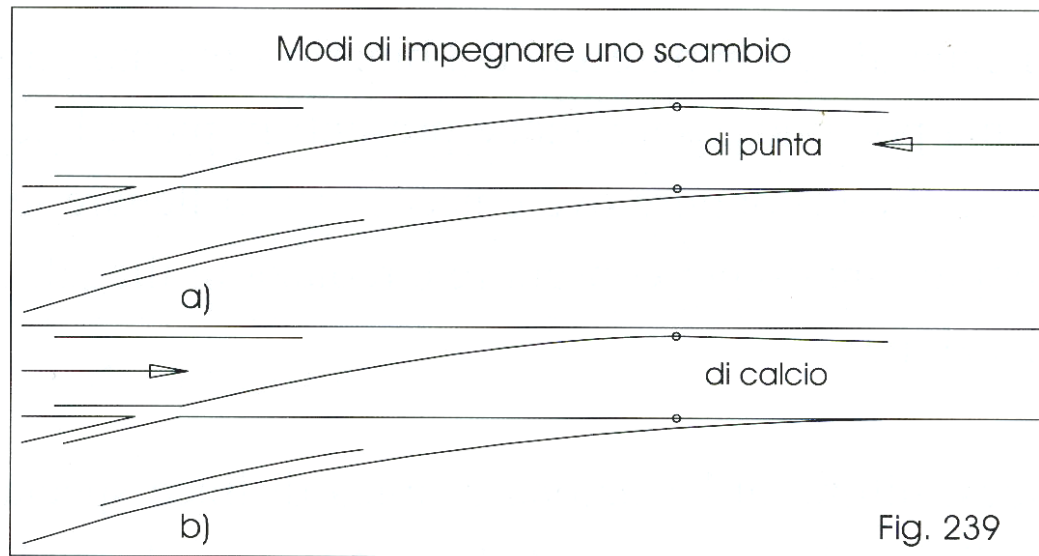 Modi di impegnare uno scambio
di punta
a)
di calcio
b)
Fig. 239